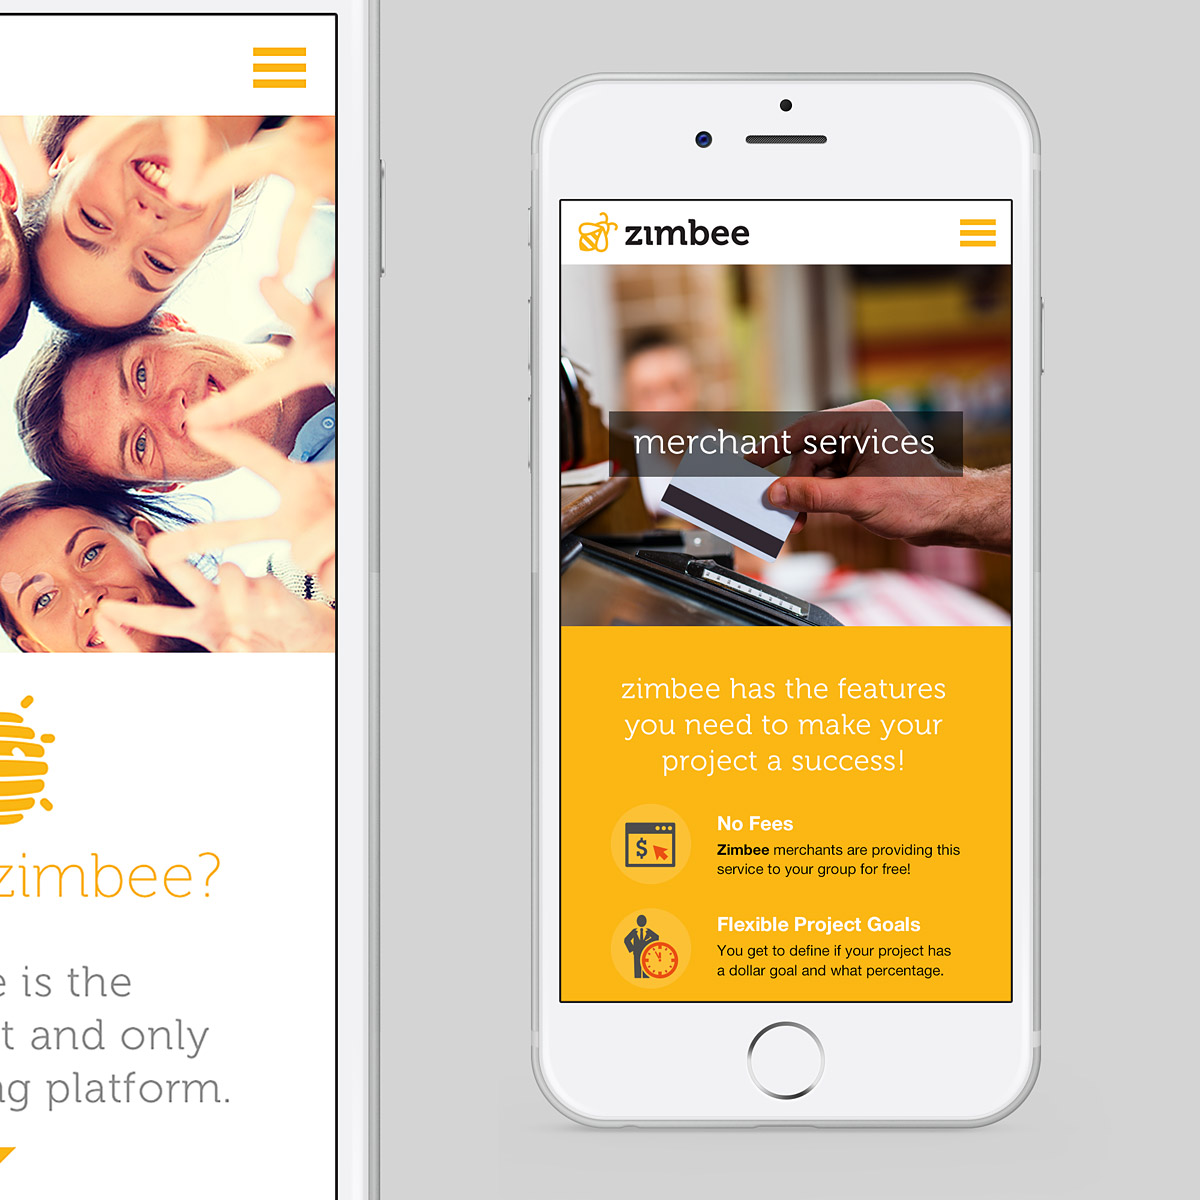 zimbee?
e is the
t and only
ng platform.
zimbee
merchant services
zimbee has the features
you need to make your
project a success!
$
No Fees
Zimbee merchants are providing this
service to your group for free!
Flexible Project Goals
You get to define if your project has
a dollar goal and what percentage.